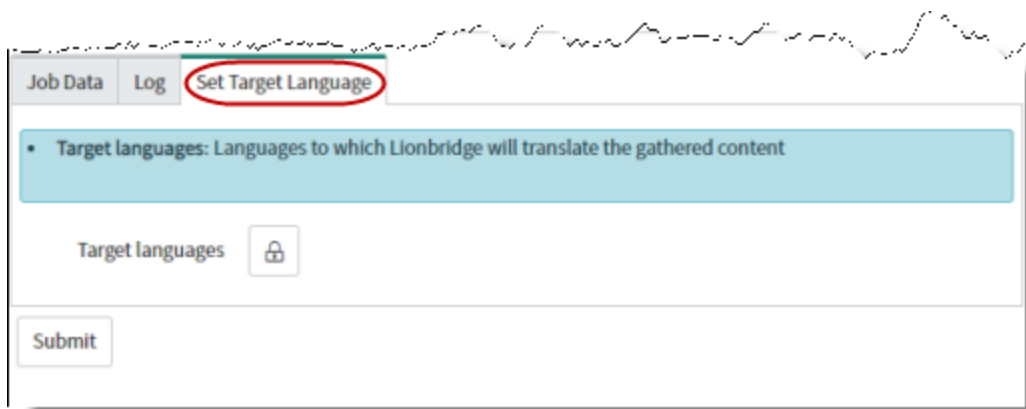 Job Data Log Set Target Language
• Target languages: Languages to which Lionbridge will translate the gathered content
Target languages
Submit